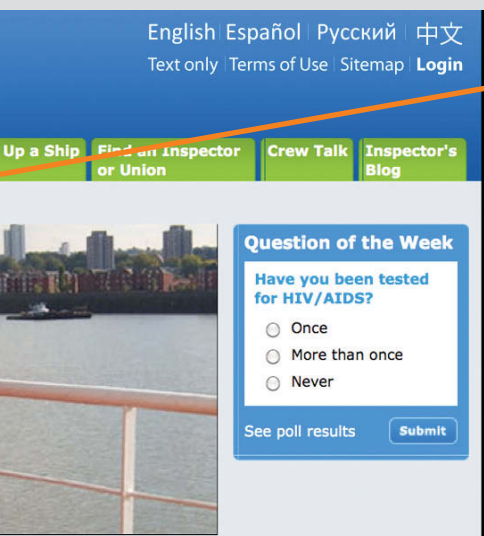 English Español Русский 中文
Text only Terms of Use Sitemap Login
Up a Ship
Find an Inspector
or Union
Crew Talk
Inspector's
Blog
Question of the Week
Have you been tested
for HIV/AIDS?
Once
More than once
Never
See poll results
Submit